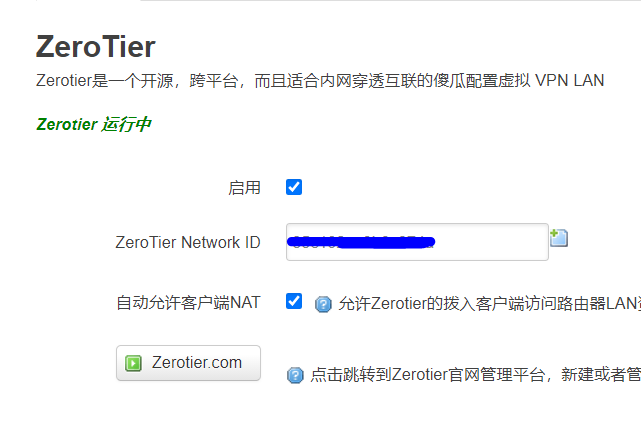 ZeroTier
Zerotier是一个开源，跨平台，而且适合内网穿透互联的傻瓜配置虚拟 VPN LAN
Zerotier 运行中
启用
ZeroTier Network ID
自动允许客户端NAT 允许Zerotier的拨入客户端访问路由器LAN
Zerotier.com
点击跳转到Zerotier官网管理平台，新建或者管